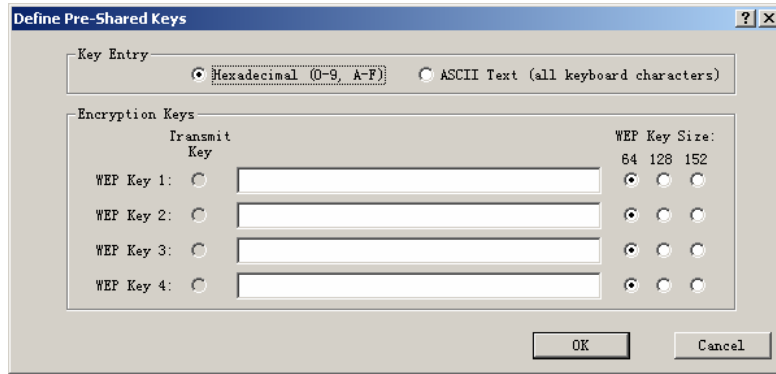 Define Pre-Shared Keys
Key Entry
Hexadecimal (0-9, A-F) ASCII Text (all keyboard characters)
Encryption Keys
Transmit WEP Key Size:
Key 64 128 152
WEP Key 1:
WEP Key 2:
WEP Key 3:
WEP Key 4:
OK Cancel